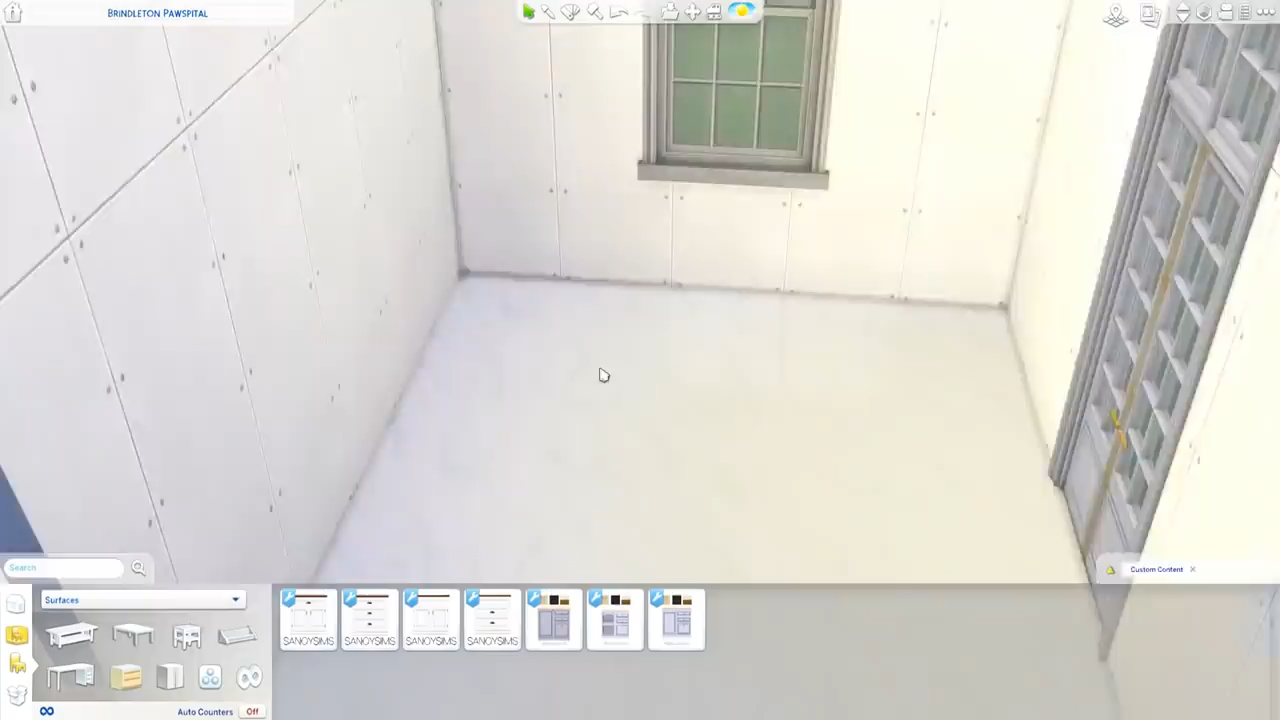 BRINDLETON PAWSPITAL
Search
Custom Content
Surfaces
SANOYSIMS
SANOYSIMS
SANOYSIMS
SANOYSIMS
Auto Counters
Off